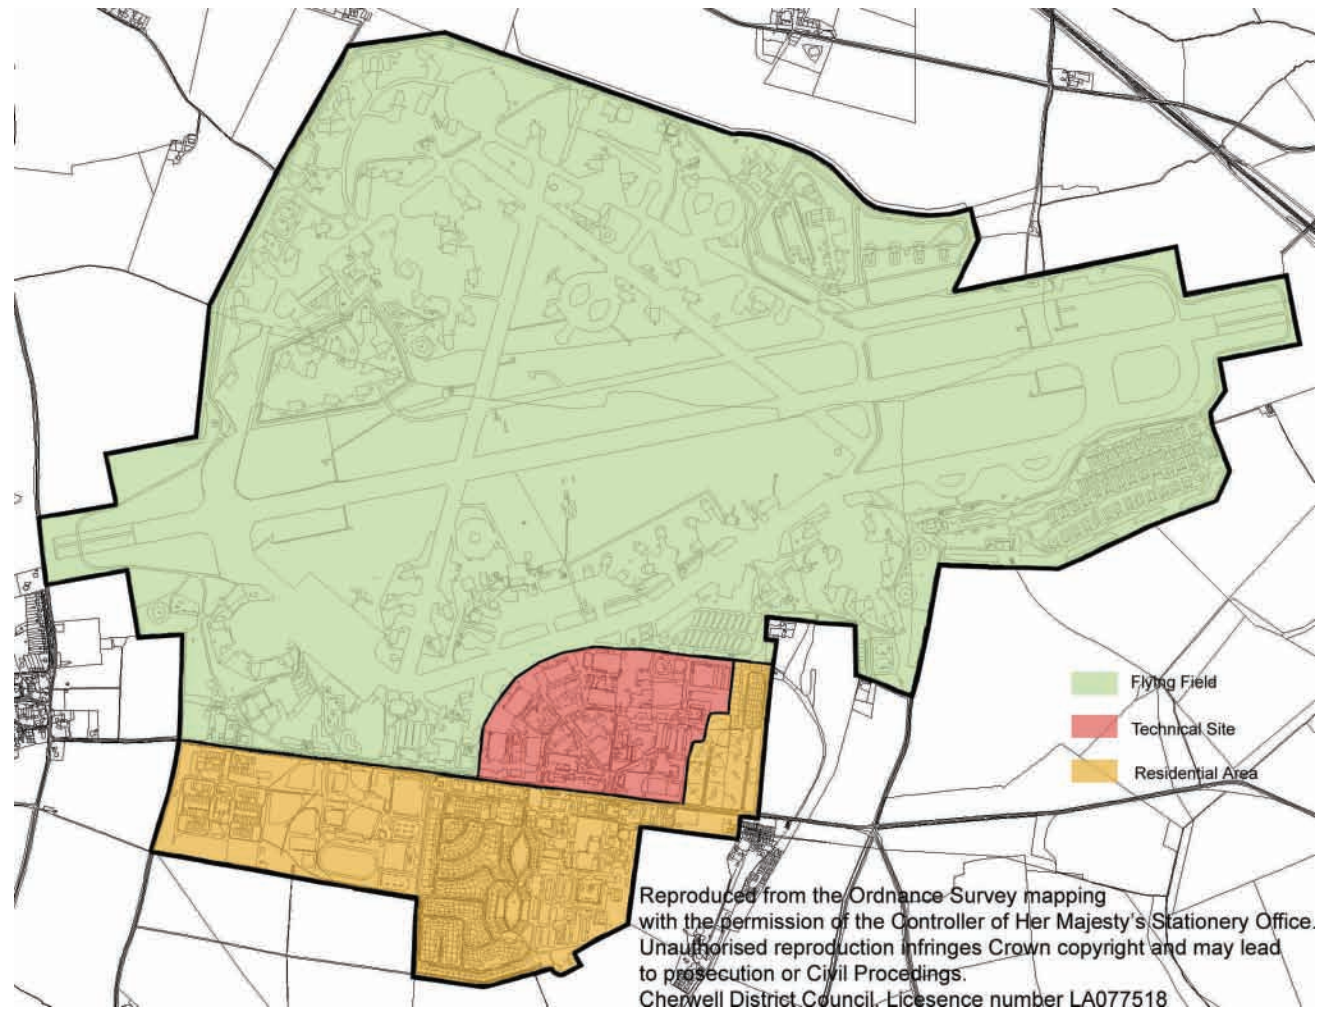 Flying Field
Technical Site
Residential Area
Reproduced from the Ordnance Survey mapping
with the permission of the Controller of Her Majesty's Stationery Office.
Unauthorised reproduction infringes Crown copyright and may lead
to prosecution or Civil Procedings.
Cherwell District Council. Licesence number LA077518